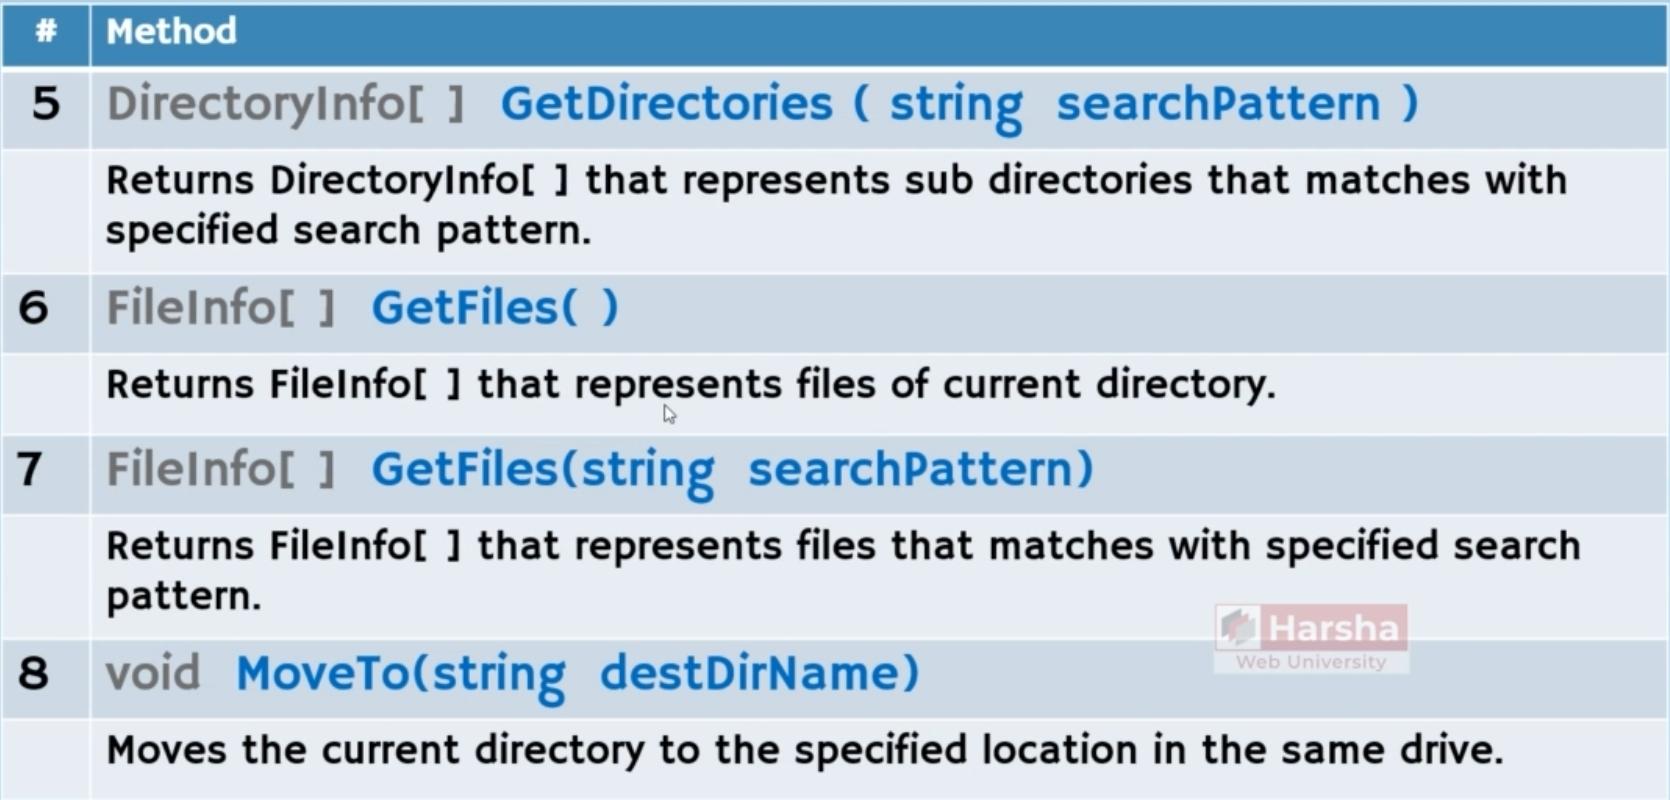 # Method
5 DirectoryInfo[ ] GetDirectories ( string searchPattern )
Returns DirectoryInfo[ ] that represents sub directories that matches with
specified search pattern.
6 FileInfo[ ] GetFiles( )
Returns FileInfo[ ] that represents files of current directory.
7 FileInfo[ ] GetFiles(string searchPattern)
Returns FileInfo[ ] that represents files that matches with specified search
pattern.
Harsha
Web University
8 void MoveTo(string destDirName)
Moves the current directory to the specified location in the same drive.